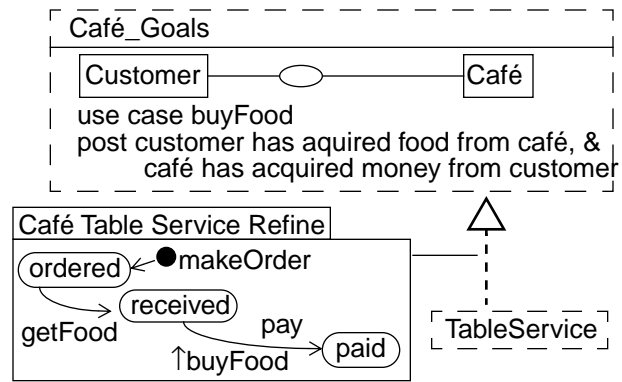 Café_Goals
Customer
Café
use case buyFood
post customer has aquired food from café, &
café has acquired money from customer
Café Table Service Refine
ordered
makeOrder
received
getFood
pay
↑buyFood
paid
TableService